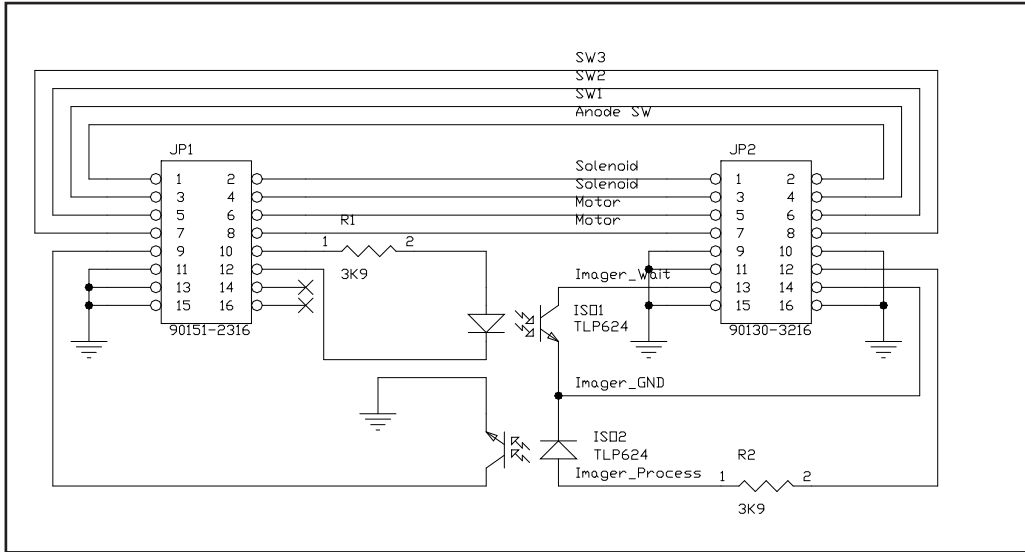 SW3
SW2
SW1
Anode SW
JP1
JP2
Solenoid
1 2 1 2
Solenoid
3 4 3 4
Motor
5 6 5 6
Motor
7 8 7 8
R1
9 10 9 10
1 2
3K9
11 12 11 12
Imager_Wait
13 14 13 14
15 16 15 16
ISO1
TLP624
90151-2316
90130-3216
Imager_GND
ISO2
TLP624
R2
Imager_Process
1 2
3K9